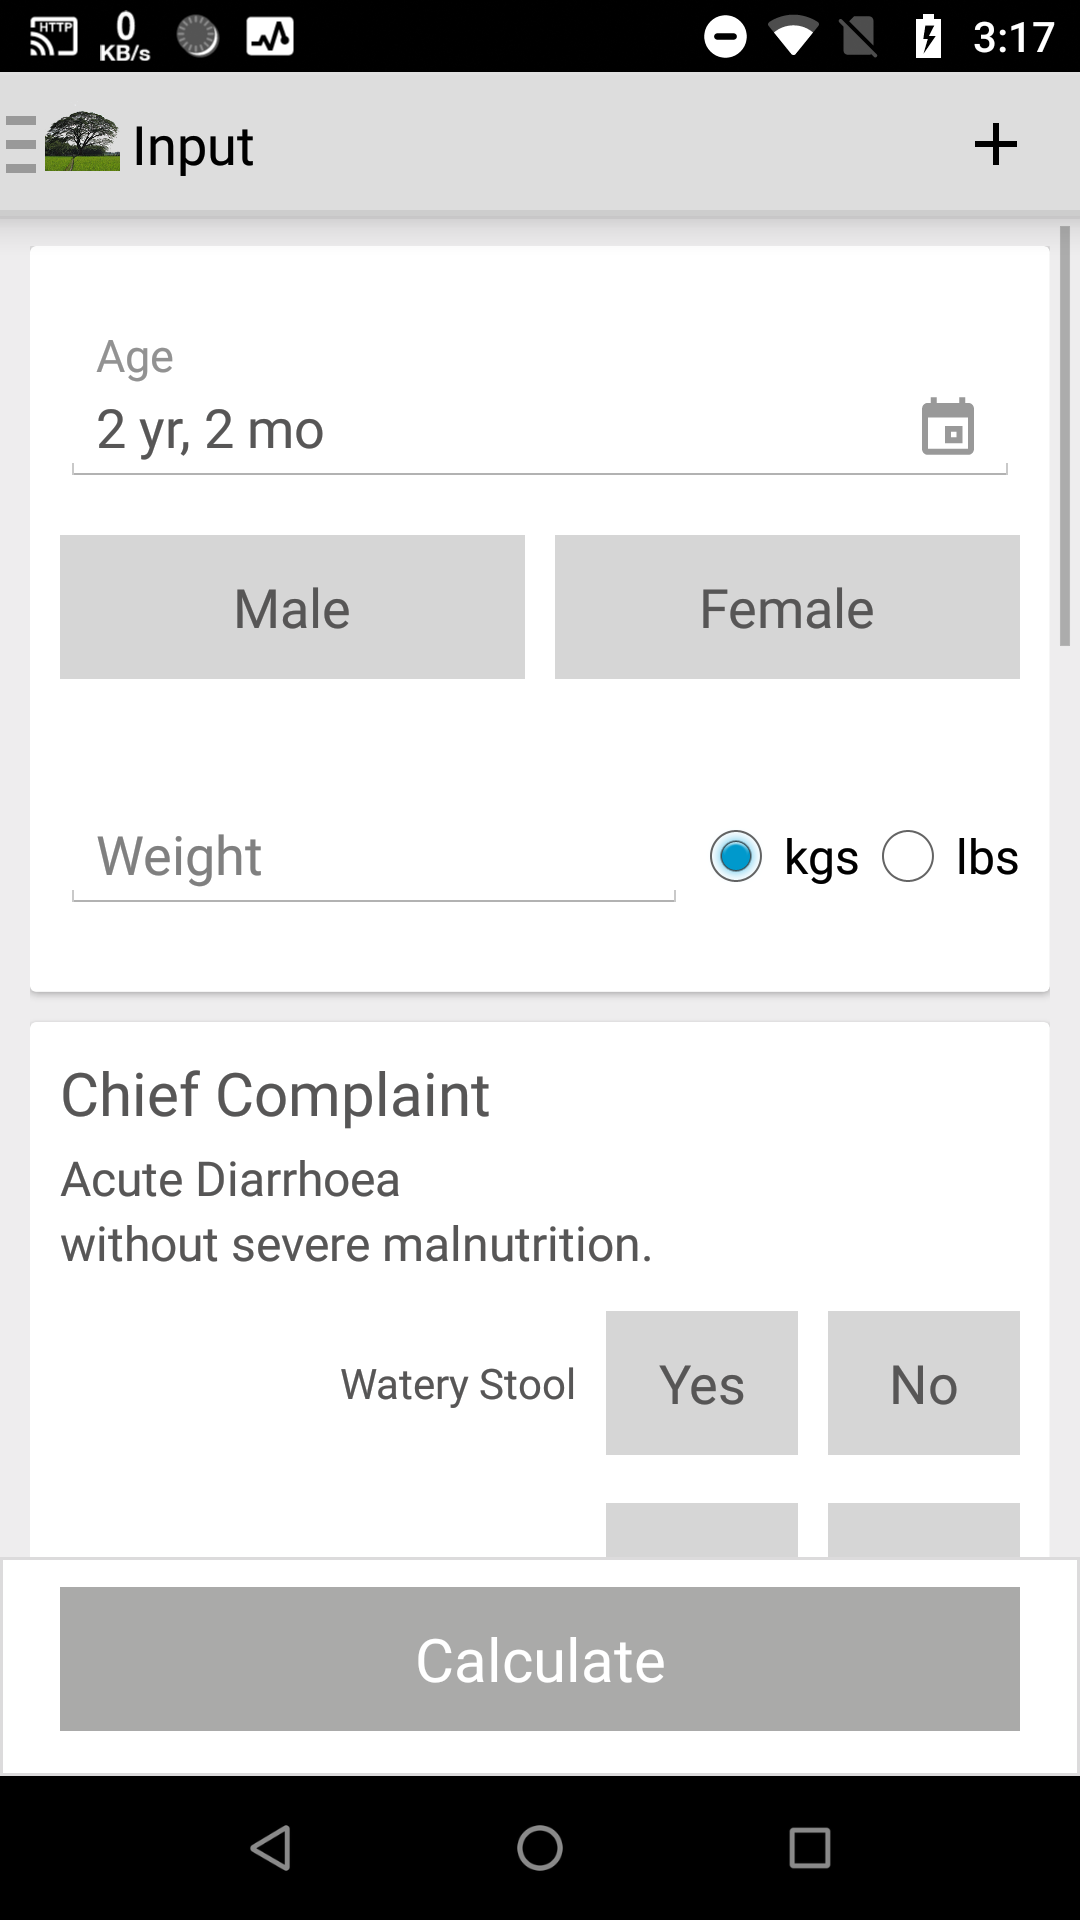 HTTP
0
KB/s
3:17
Input
Age
2 yr, 2 mo
Male
Female
Weight
kgs
lbs
Chief Complaint
Acute Diarrhoea
without severe malnutrition.
Watery Stool
Yes
No
Calculate